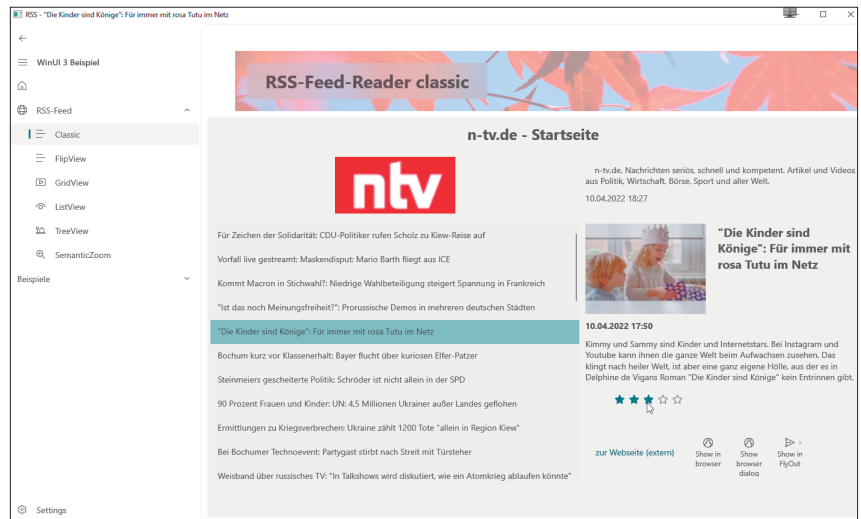 RSS - "Die Kinder sind Könige": Für immer mit rosa Tutu im Netz
WinUI 3 Beispiel
RSS-Feed
Classic
FlipView
GridView
ListView
TreeView
SemanticZoom
Beispiele
Settings
RSS-Feed-Reader classic
n-tv.de - Startseite
ntv
Für Zeichen der Solidarität: CDU-Politiker rufen Scholz zu Kiew-Reise auf
Vorfall live gestreamt: Maskendisput: Mario Barth fliegt aus ICE
Kommt Macron in Stichwahl?: Niedrige Wahlbeteiligung steigert Spannung in Frankreich
"Ist das noch Meinungsfreiheit?": Prorussische Demos in mehreren deutschen Städten
"Die Kinder sind Könige": Für immer mit rosa Tutu im Netz
Bochum kurz vor Klassenerhalt: Bayer flucht über kuriosen Elfer-Patzer
Steinmeiers gescheiterte Politik: Schröder ist nicht allein in der SPD
90 Prozent Frauen und Kinder: UN: 4,5 Millionen Ukrainer außer Landes geflohen
Ermittlungen zu Kriegsverbrechen: Ukraine zählt 1200 Tote "allein in Region Kiew"
Bei Bochumer Technoevent: Partygast stirbt nach Streit mit Türsteher
Weisband über russisches TV: "In Talkshows wird diskutiert, wie ein Atomkrieg ablaufen könnte"
n-tv.de, Nachrichten seriös, schnell und kompetent. Artikel und Videos
aus Politik, Wirtschaft, Börse, Sport und aller Welt.
10.04.2022 18:27
"Die Kinder sind
Könige": Für immer mit
rosa Tutu im Netz
10.04.2022 17:50
Kimmy und Sammy sind Kinder und Internetstars. Bei Instagram und
Youtube kann ihnen die ganze Welt beim Aufwachsen zusehen. Das
klingt nach heiler Welt, ist aber eine ganz eigene Hölle, aus der es in
Delphine de Vigans Roman "Die Kinder sind Könige" kein Entrinnen gibt.
zur Webseite (extern)
Show in
browser
Show
browser
dialog
Show in
FlyOut